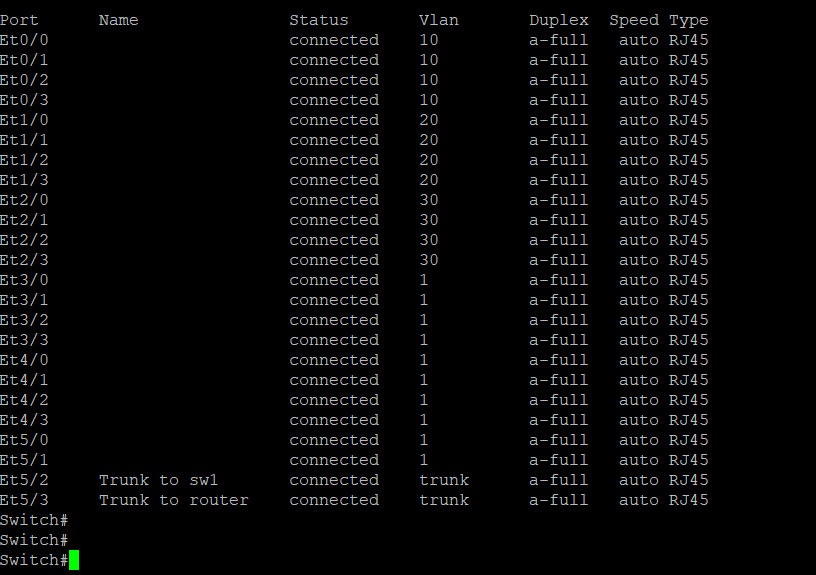 Port      Name               Status       Vlan       Duplex  Speed Type
Et0/0                        connected    10         a-full   auto RJ45
Et0/1                        connected    10         a-full   auto RJ45
Et0/2                        connected    10         a-full   auto RJ45
Et0/3                        connected    10         a-full   auto RJ45
Et1/0                        connected    20         a-full   auto RJ45
Et1/1                        connected    20         a-full   auto RJ45
Et1/2                        connected    20         a-full   auto RJ45
Et1/3                        connected    20         a-full   auto RJ45
Et2/0                        connected    30         a-full   auto RJ45
Et2/1                        connected    30         a-full   auto RJ45
Et2/2                        connected    30         a-full   auto RJ45
Et2/3                        connected    30         a-full   auto RJ45
Et3/0                        connected    1          a-full   auto RJ45
Et3/1                        connected    1          a-full   auto RJ45
Et3/2                        connected    1          a-full   auto RJ45
Et3/3                        connected    1          a-full   auto RJ45
Et4/0                        connected    1          a-full   auto RJ45
Et4/1                        connected    1          a-full   auto RJ45
Et4/2                        connected    1          a-full   auto RJ45
Et4/3                        connected    1          a-full   auto RJ45
Et5/0                        connected    1          a-full   auto RJ45
Et5/1                        connected    1          a-full   auto RJ45
Et5/2     Trunk to sw1       connected    trunk      a-full   auto RJ45
Et5/3     Trunk to router    connected    trunk      a-full   auto RJ45
Switch#
Switch#
Switch#